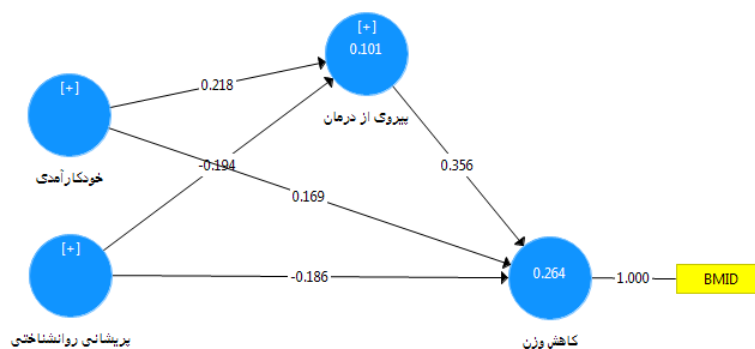 [+]
0.101
پیروی از درمان
[+]
خودکارآمدی
0.218
-0.194
0.169
0.356
[+]
پریشانی روانشناختی
-0.186
0.264
کاهش وزن
1.000
BMID